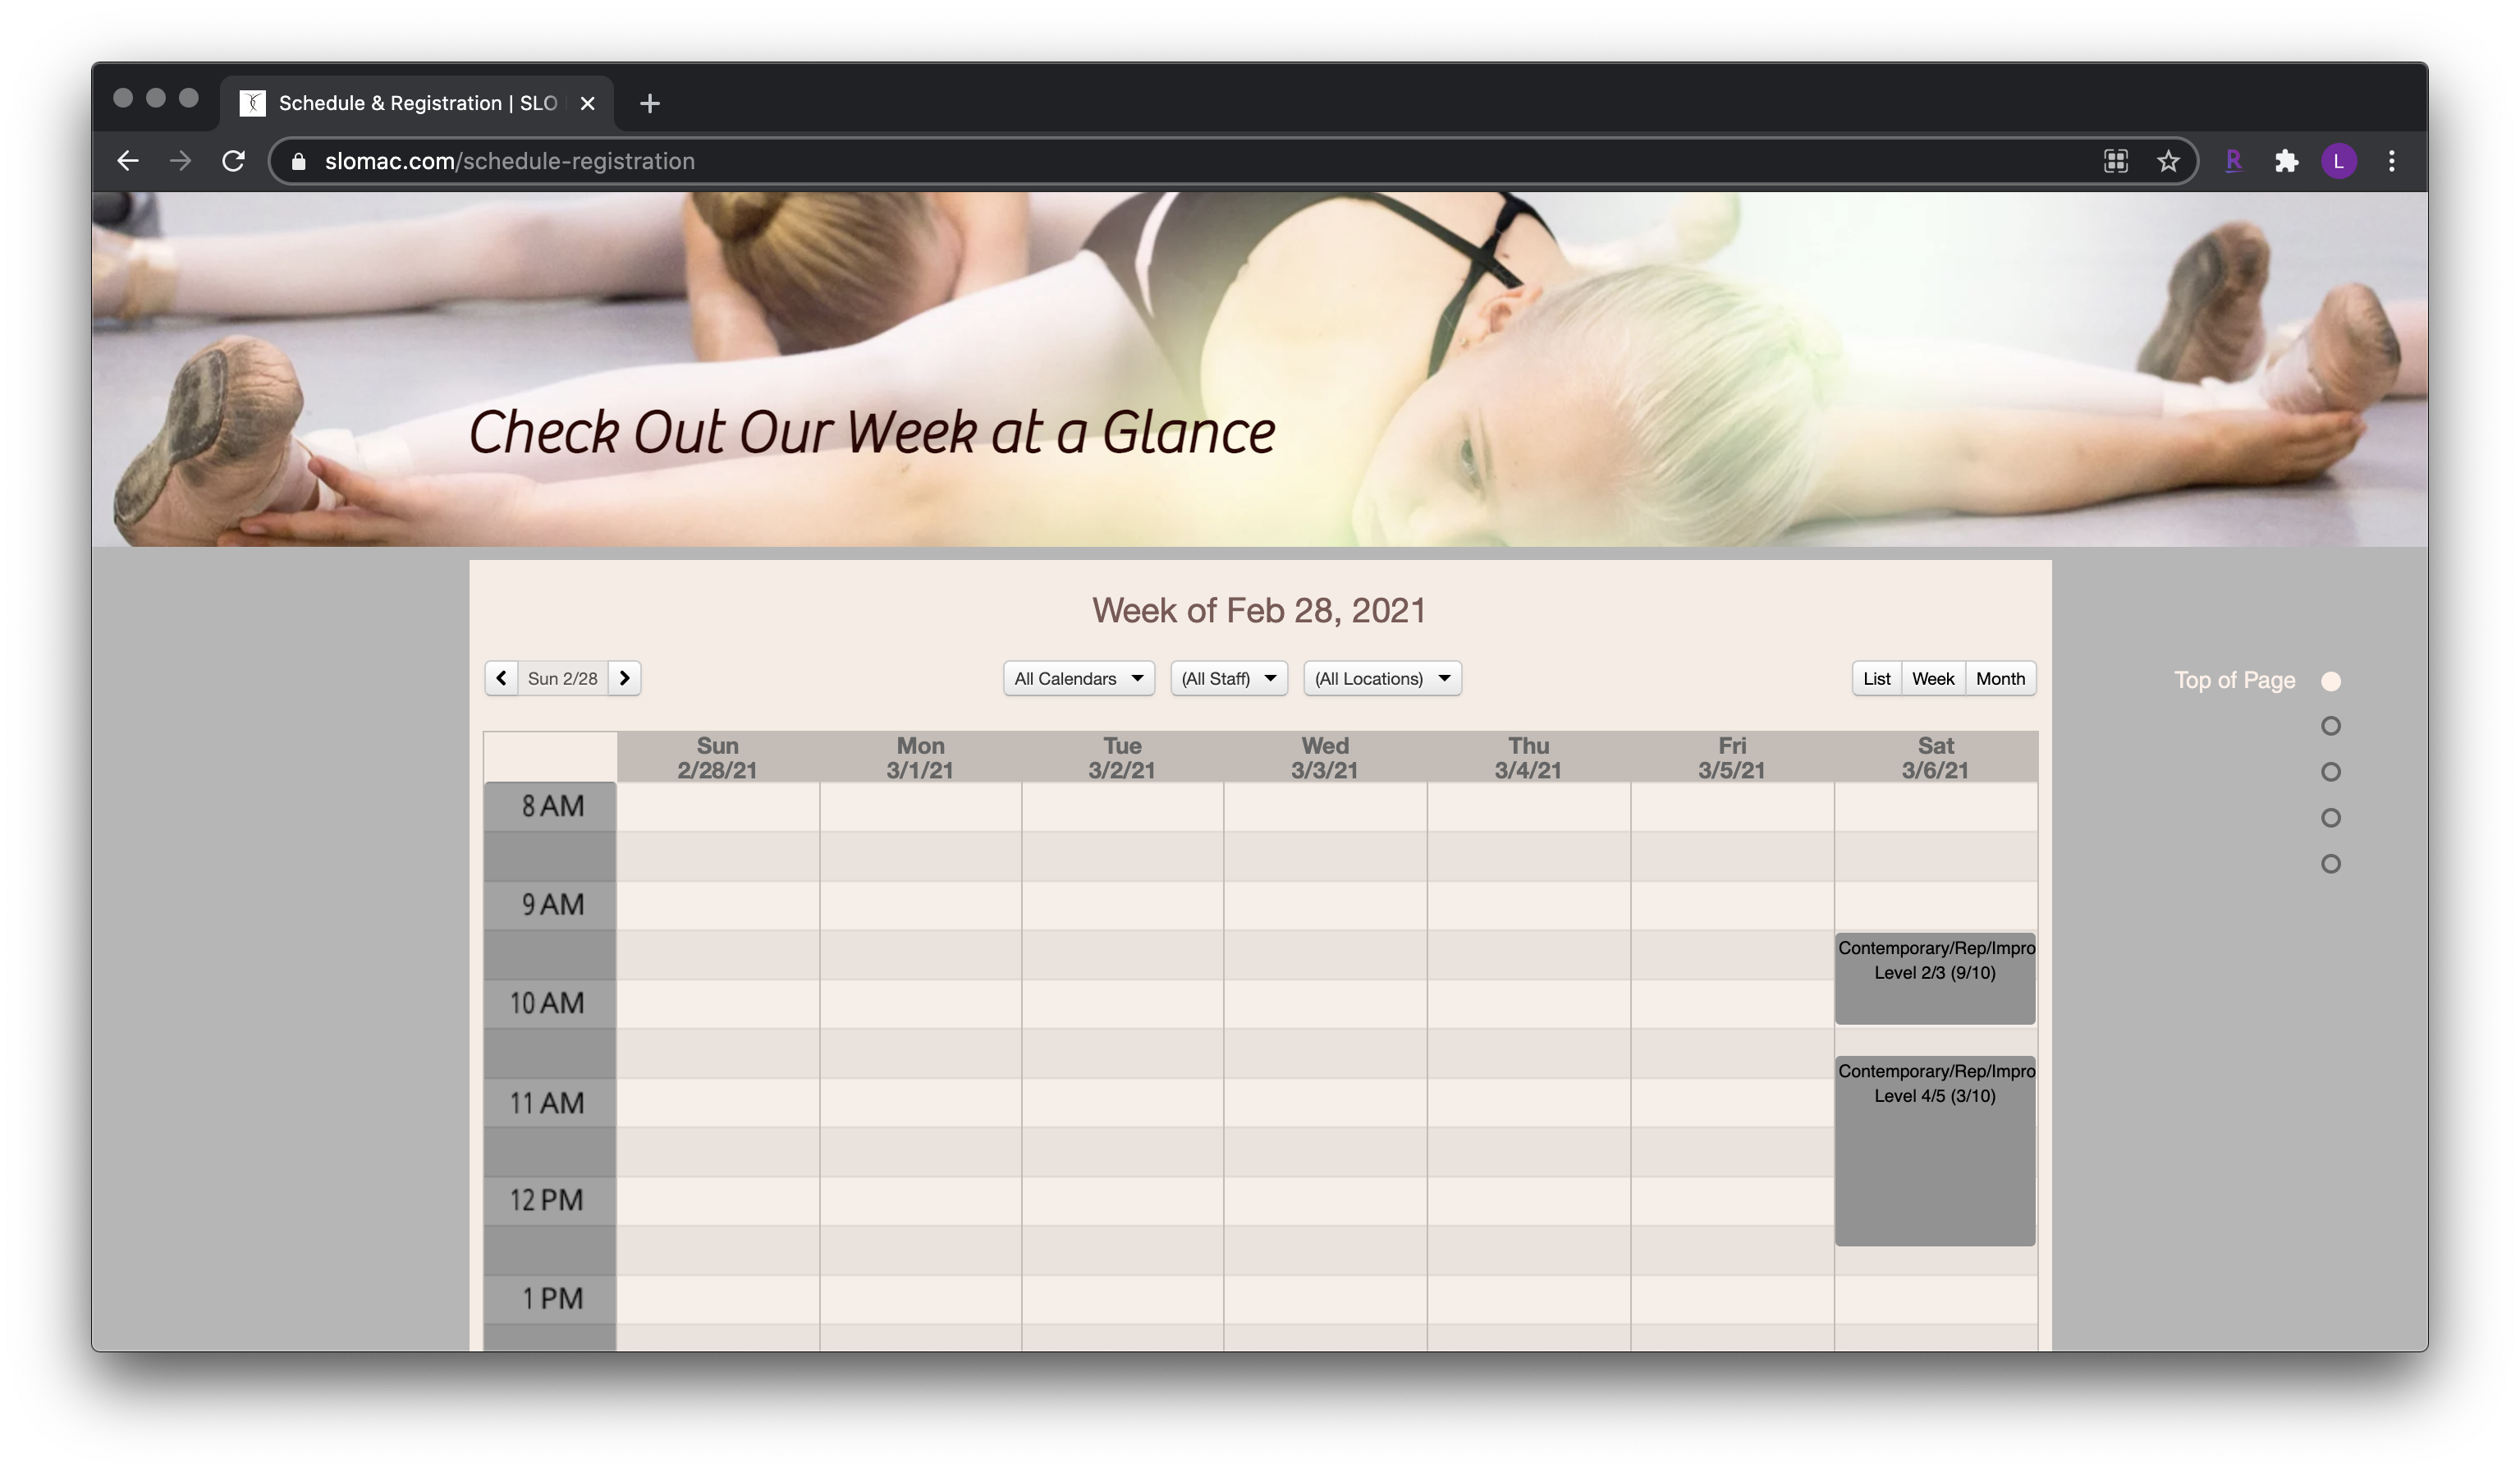 Schedule & Registration | SLO
slomac.com/schedule-registration
R
L
Check Out Our Week at a Glance
Week of Feb 28, 2021
Sun 2/28
All Calendars
(All Staff)
(All Locations)
List Week Month
Top of Page
Sun Mon Tue Wed Thu Fri Sat
2/28/21 3/1/21 3/2/21 3/3/21 3/4/21 3/5/21 3/6/21
8 AM
9 AM
Contemporary/Rep/Impro
Level 2/3 (9/10)
10 AM
Contemporary/Rep/Impro
Level 4/5 (3/10)
11 AM
12 PM
1 PM